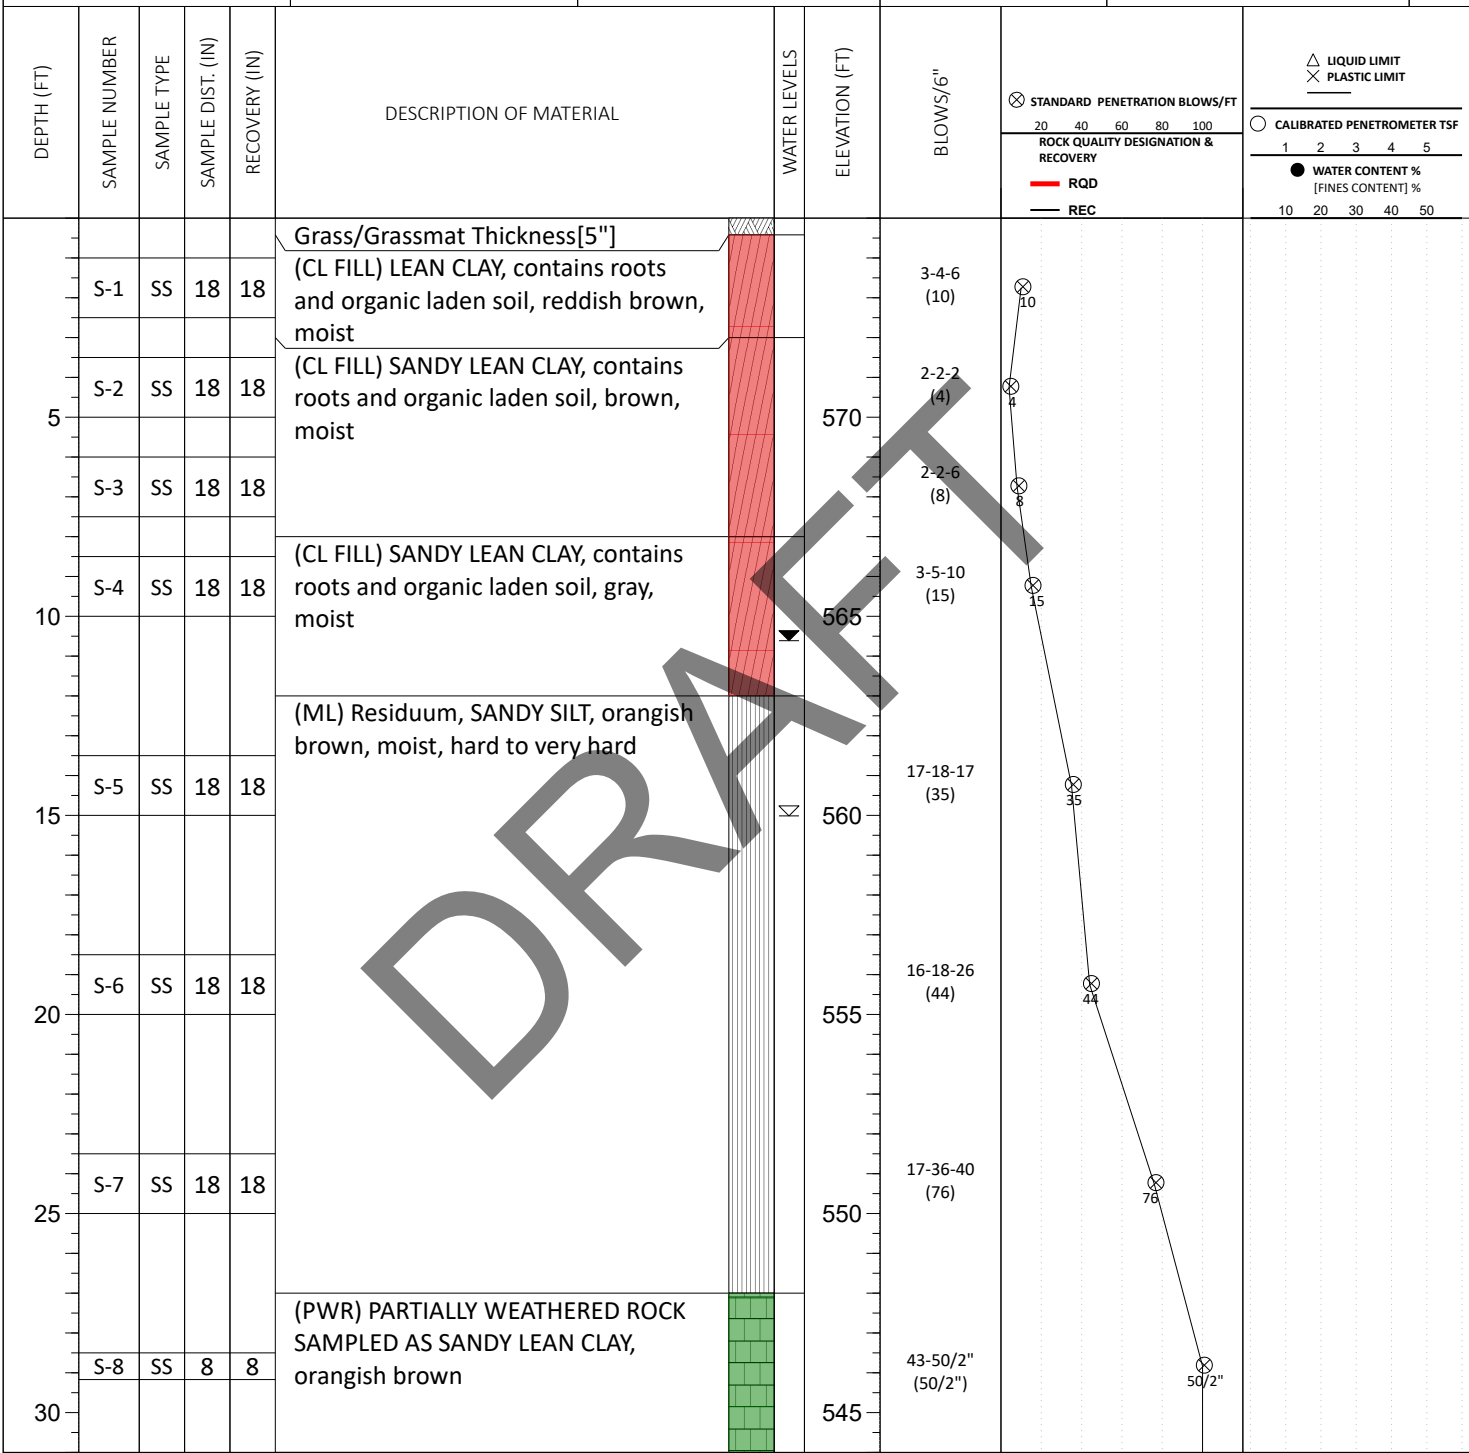 DEPTH (FT)
SAMPLE NUMBER
SAMPLE TYPE
SAMPLE DIST. (IN)
RECOVERY (IN)
DESCRIPTION OF MATERIAL
WATER LEVELS
ELEVATION (FT)
BLOWS/6"
STANDARD PENETRATION BLOWS/FT
20 40 60 80 100
ROCK QUALITY DESIGNATION &
RECOVERY
RQD
REC
LIQUID LIMIT
PLASTIC LIMIT
CALIBRATED PENETROMETER TSF
1 2 3 4 5
WATER CONTENT %
[FINES CONTENT] %
10 20 30 40 50
Grass/Grassmat Thickness[5"]
(CL FILL) LEAN CLAY, contains roots
and organic laden soil, reddish brown,
moist
S-1 SS 18 18
3-4-6
(10)
10
(CL FILL) SANDY LEAN CLAY, contains
roots and organic laden soil, brown,
moist
S-2 SS 18 18
2-2-2
(4)
4
5
570
S-3 SS 18 18
2-2-6
(8)
8
(CL FILL) SANDY LEAN CLAY, contains
roots and organic laden soil, gray,
moist
S-4 SS 18 18
3-5-10
(15)
15
10
565
(ML) Residuum, SANDY SILT, orangish
brown, moist, hard to very hard
S-5 SS 18 18
17-18-17
(35)
35
15
560
S-6 SS 18 18
16-18-26
(44)
44
20
555
S-7 SS 18 18
17-36-40
(76)
76
25
550
(PWR) PARTIALLY WEATHERED ROCK
SAMPLED AS SANDY LEAN CLAY,
orangish brown
S-8 SS 8 8
43-50/2"
(50/2")
50/2"
30
545
DRAFT